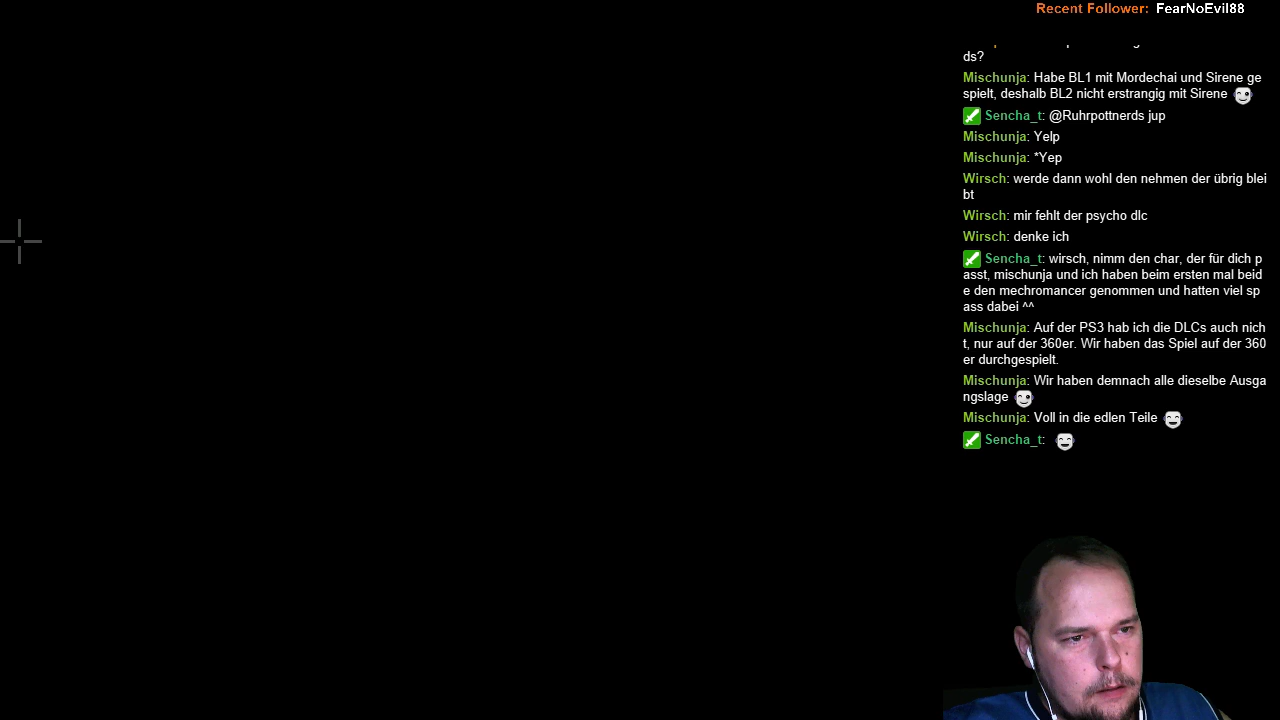 Recent Follower: FearNoEvil88
ds?
Mischunja: Habe BL1 mit Mordechai und Sirene ge
spielt, deshalb BL2 nicht erstrangig mit Sirene
Sencha_t: @Ruhrpottnerds jup
Mischunja: Yelp
Mischunja: *Yep
Wirsch: werde dann wohl den nehmen der übrig blei
bt
Wirsch: mir fehlt der psycho dlc
Wirsch: denke ich
Sencha_t: wirsch, nimm den char, der für dich p
asst, mischunja und ich haben beim ersten mal beid
e den mechromancer genommen und hatten viel sp
ass dabei ^^
Mischunja: Auf der PS3 hab ich die DLCs auch nich
t, nur auf der 360er. Wir haben das Spiel auf der 360
er durchgespielt.
Mischunja: Wir haben demnach alle dieselbe Ausga
ngslage
Mischunja: Voll in die edlen Teile
Sencha_t: